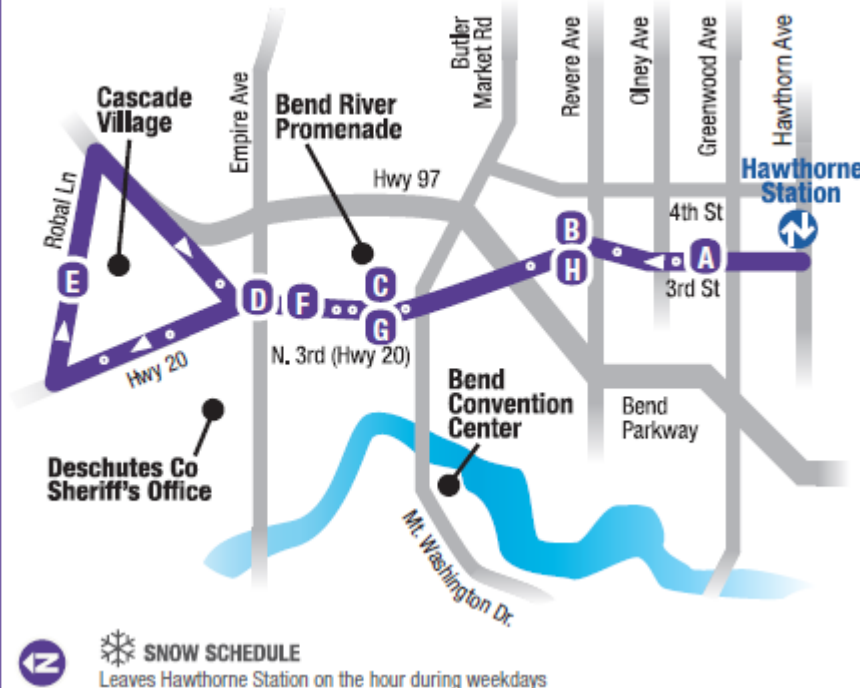 Butler
Market Rd
Revere Ave
Olney Ave
Greenwood Ave
Hawthorn Ave
Cascade
Village
Empire Ave
Bend River
Promenade
Hwy 97
Hawthorne
Station
Robal Ln
4th St
B
A
E
H
C
3rd St
D
F
G
Hwy 20
N. 3rd (Hwy 20)
Bend
Convention
Center
Bend
Parkway
Deschutes Co
Sheriff's Office
Mt. Washington Dr.
N
SNOW SCHEDULE
Leaves Hawthorne Station on the hour during weekdays